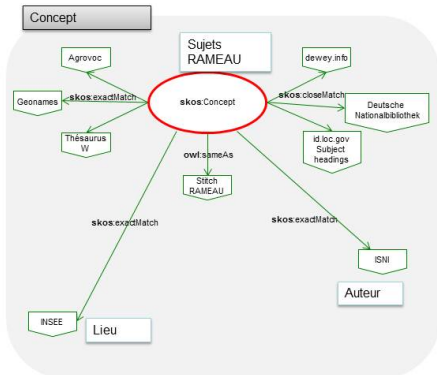 Concept
Sujets
RAMEAU
Agrovoc
dewey.info
Geonames
skos:exactMatch
skos:Concept
skos:closeMatch
Deutsche
Nationalbibliothek
Thésaurus
W
id.loc.gov
Subject
headings
owl:sameAs
Stitch
RAMEAU
skos:exactMatch
skos:exactMatch
ISNI
Auteur
INSEE
Lieu